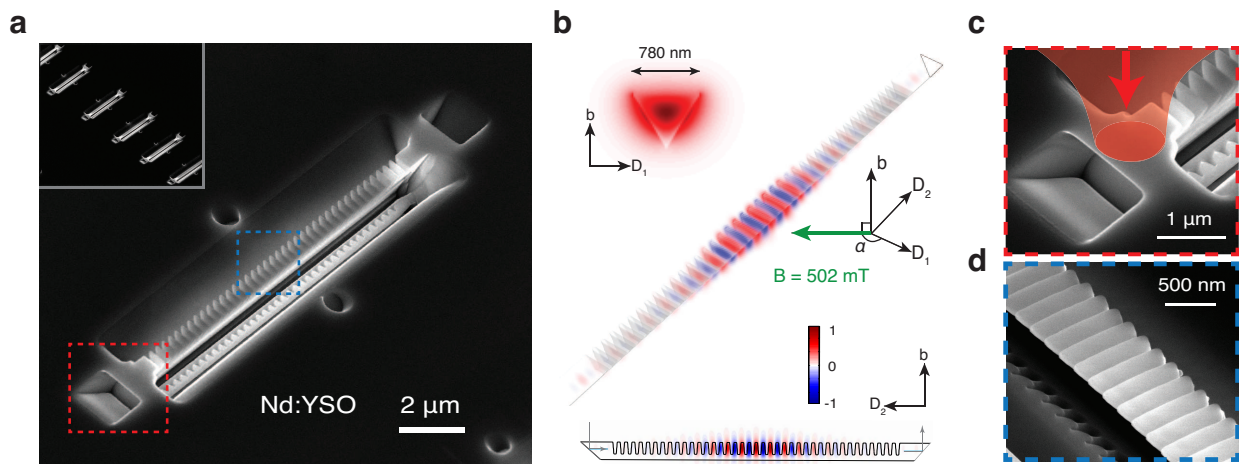 a
Nd:YSO
2 μm
b
780 nm
b
D1
b
D2
α
D1
B = 502 mT
1
0
-1
b
D2
c
1 μm
d
500 nm